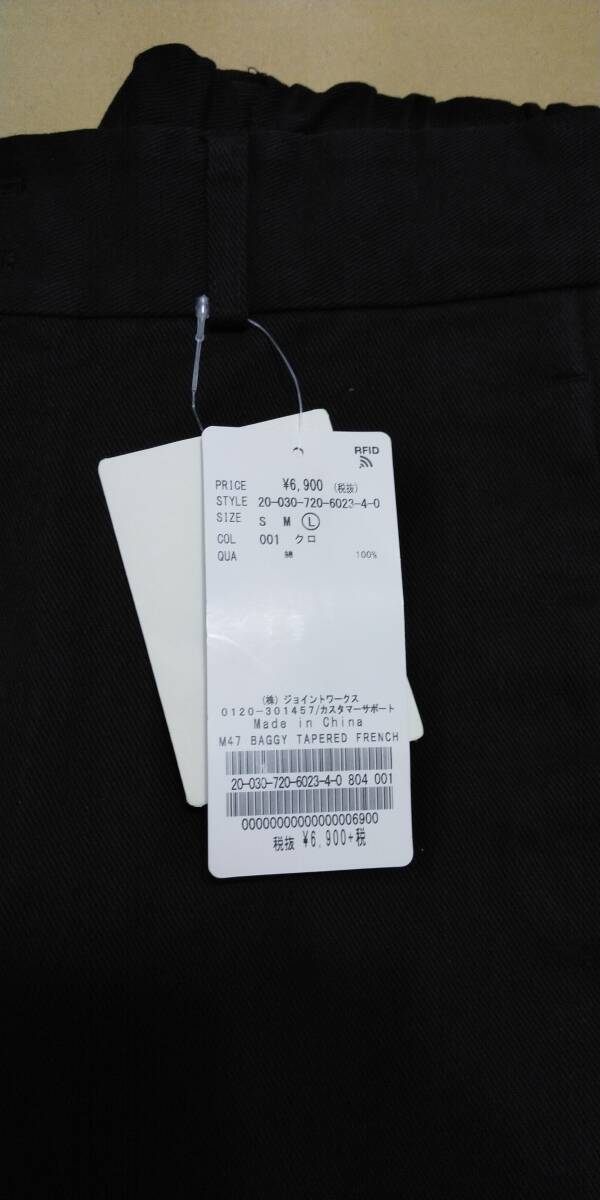 RFID
PRICE ¥6,900 (税抜)
STYLE 20-030-720-6023-4-0
SIZE S M L
COL 001 クロ
QUA 綿 100%
(株) ジョイントワークス
0120-301457/カスタマーサポート
Made in China
M47 BAGGY TAPERED FRENCH
20-030-720-6023-4-0 804 001
00000000000000006900
税抜 ¥6,900+税